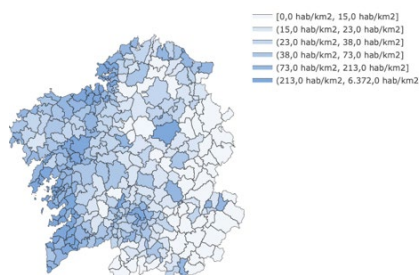 [0,0 hab/km2, 15,0 hab/km2]
(15,0 hab/km2, 23,0 hab/km2]
(23,0 hab/km2, 38,0 hab/km2]
(38,0 hab/km2, 73,0 hab/km2]
(73,0 hab/km2, 213,0 hab/km2]
(213,0 hab/km2, 6.372,0 hab/km2